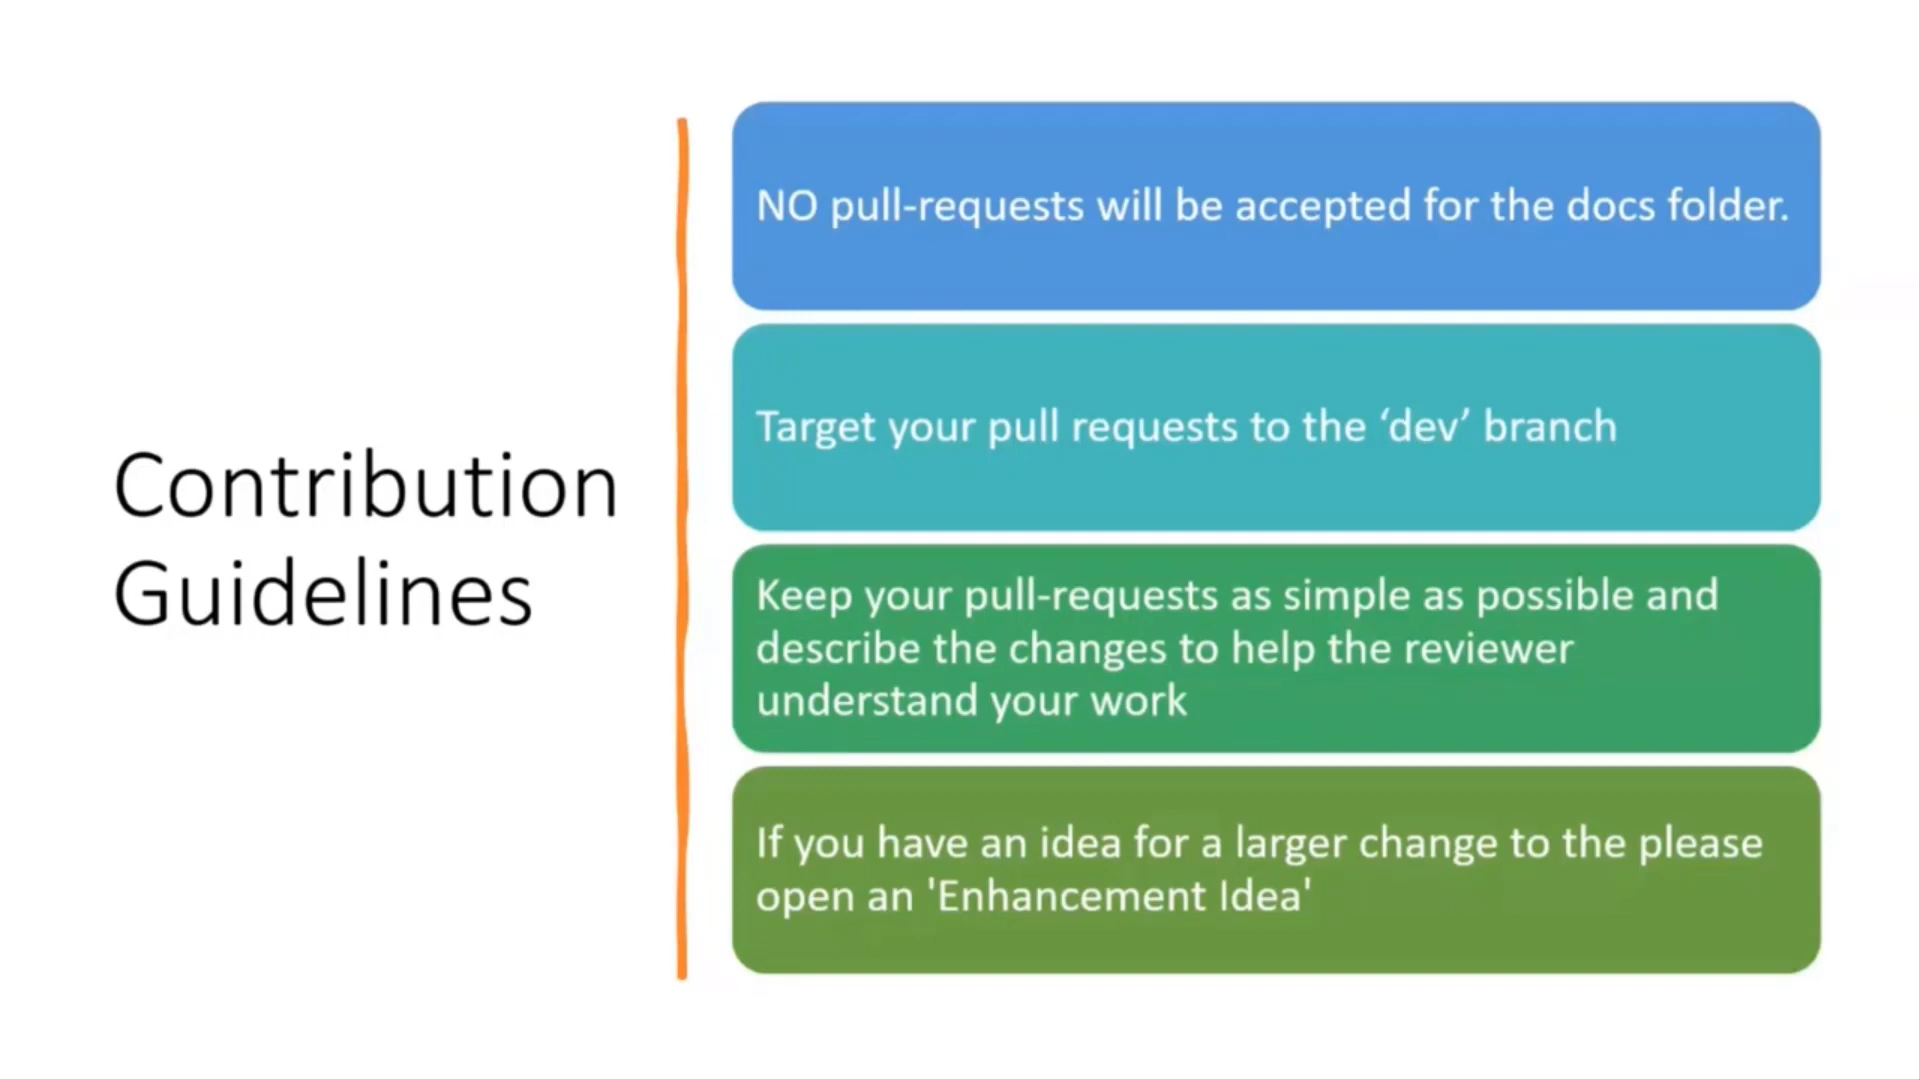 Contribution
Guidelines
NO pull-requests will be accepted for the docs folder.
Target your pull requests to the ‘dev’ branch
Keep your pull-requests as simple as possible and
describe the changes to help the reviewer
understand your work
If you have an idea for a larger change to the please
open an 'Enhancement Idea'